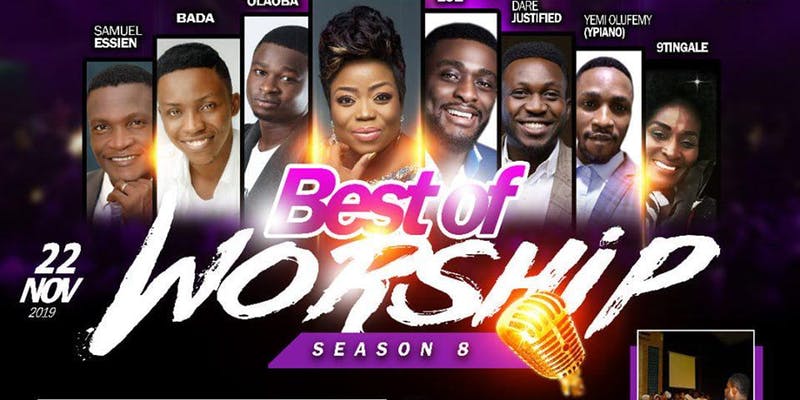 SAMUEL
ESSIEN
BADA
OLAOBA
DARE
JUSTIFIED
YEMI OLUFEMY
(YPIANO)
9TINGALE
Best of
WORSHIP
22
NOV
2019
SEASON 8